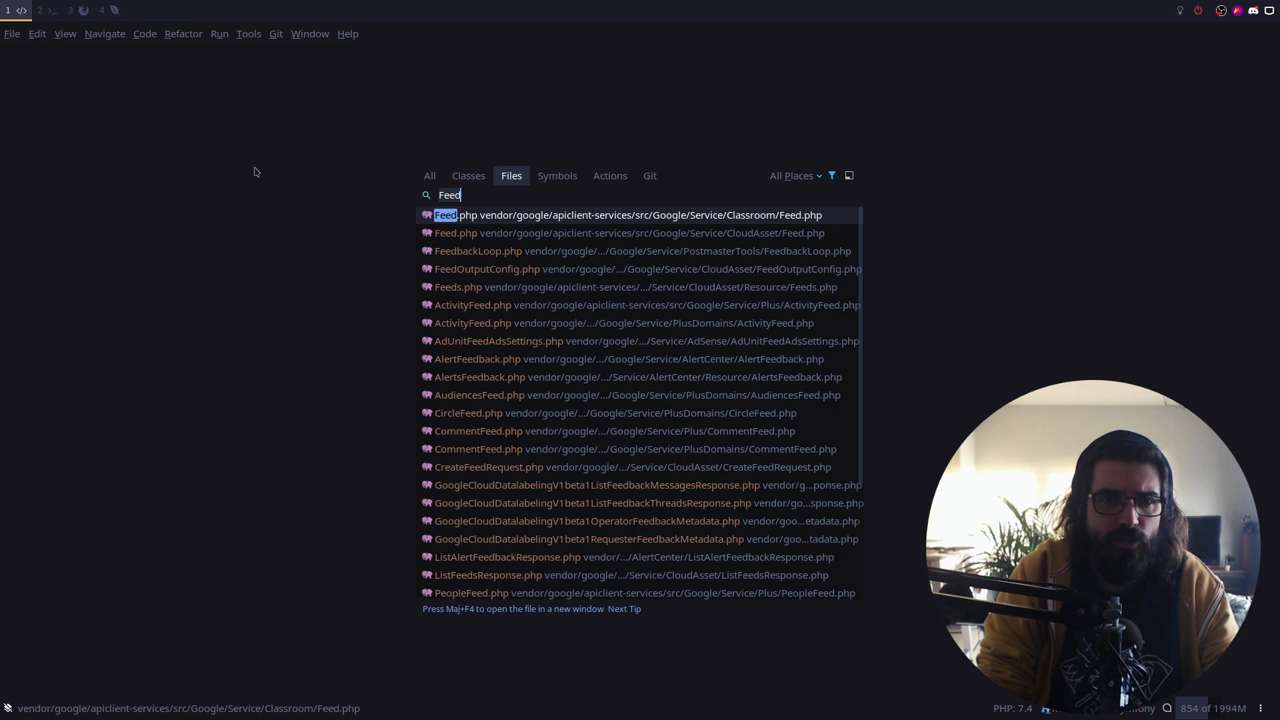 1 2 3 4
File Edit View Navigate Code Refactor Run Tools Git Window Help
All Classes Files Symbols Actions Git All Places
Feed
Feed.php vendor/google/apiclient-services/src/Google/Service/Classroom/Feed.php
Feed.php vendor/google/apiclient-services/src/Google/Service/CloudAsset/Feed.php
FeedbackLoop.php vendor/google/.../Google/Service/PostmasterTools/FeedbackLoop.php
FeedOutputConfig.php vendor/google/.../Google/Service/CloudAsset/FeedOutputConfig.php
Feeds.php vendor/google/apiclient-services/.../Service/CloudAsset/Resource/Feeds.php
ActivityFeed.php vendor/google/apiclient-services/src/Google/Service/Plus/ActivityFeed.php
ActivityFeed.php vendor/google/.../Google/Service/PlusDomains/ActivityFeed.php
AdUnitFeedAdsSettings.php vendor/google/.../Service/AdSense/AdUnitFeedAdsSettings.php
AlertFeedback.php vendor/google/.../Google/Service/AlertCenter/AlertFeedback.php
AlertsFeedback.php vendor/google/.../Service/AlertCenter/Resource/AlertsFeedback.php
AudiencesFeed.php vendor/google/.../Google/Service/PlusDomains/AudiencesFeed.php
CircleFeed.php vendor/google/.../Google/Service/PlusDomains/CircleFeed.php
CommentFeed.php vendor/google/.../Google/Service/Plus/CommentFeed.php
CommentFeed.php vendor/google/.../Google/Service/PlusDomains/CommentFeed.php
CreateFeedRequest.php vendor/google/.../Service/CloudAsset/CreateFeedRequest.php
GoogleCloudDatalabelingV1beta1ListFeedbackMessagesResponse.php vendor/g...ponse.php
GoogleCloudDatalabelingV1beta1ListFeedbackThreadsResponse.php vendor/go...sponse.php
GoogleCloudDatalabelingV1beta1OperatorFeedbackMetadata.php vendor/goo...etadata.php
GoogleCloudDatalabelingV1beta1RequesterFeedbackMetadata.php vendor/goo...tadata.php
ListAlertFeedbackResponse.php vendor/.../AlertCenter/ListAlertFeedbackResponse.php
ListFeedsResponse.php vendor/google/.../Service/CloudAsset/ListFeedsResponse.php
PeopleFeed.php vendor/google/apiclient-services/src/Google/Service/Plus/PeopleFeed.php
Press Maj+F4 to open the file in a new window Next Tip
vendor/google/apiclient-services/src/Google/Service/Classroom/Feed.php PHP: 7.4 854 of 1994M